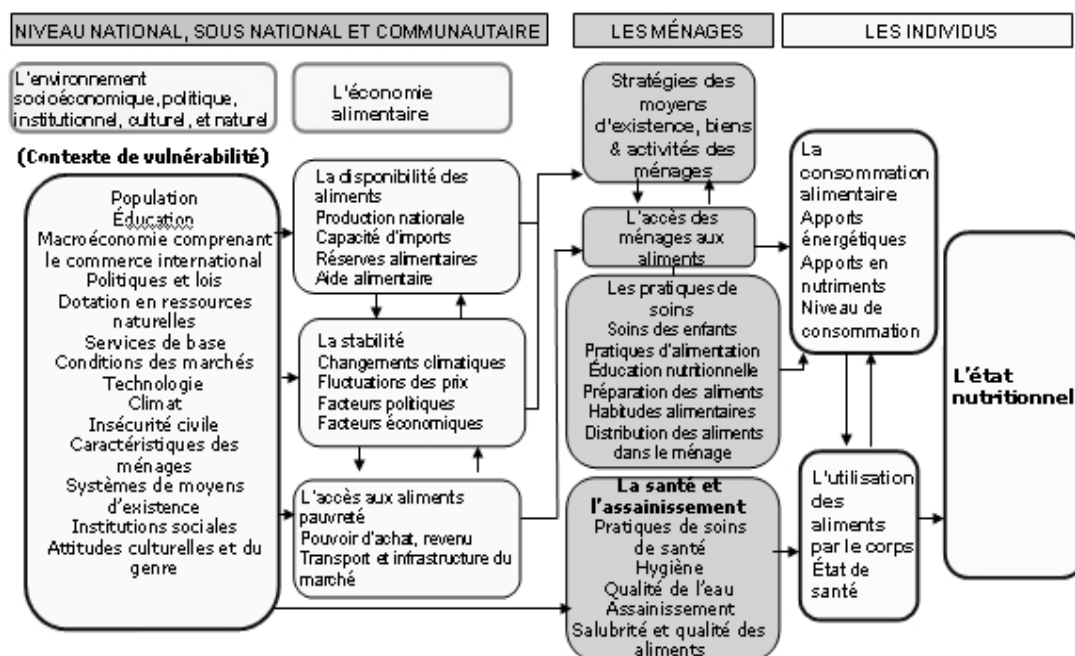 NIVEAU NATIONAL, SOUS NATIONAL ET COMMUNAUTAIRE
LES MÉNAGES
LES INDIVIDUS
L'environnement
socioéconomique, politique,
institutionnel, culturel, et naturel
L'économie
alimentaire
(Contexte de vulnérabilité)
Population
Éducation
Macroéconomie comprenant
le commerce international
Politiques et lois
Dotation en ressources
naturelles
Services de base
Conditions des marchés
Technologie
Climat
Insécurité civile
Caractéristiques des
ménages
Systèmes de moyens
d'existence
Institutions sociales
Attitudes culturelles et du
genre
La disponibilité des
aliments
Production nationale
Capacité d'imports
Réserves alimentaires
Aide alimentaire
La stabilité
Changements climatiques
Fluctuations des prix
Facteurs politiques
Facteurs économiques
L'accès aux aliments
pauvreté
Pouvoir d'achat, revenu
Transport et infrastructure du
marché
Stratégies des
moyens
d'existence, biens
& activités des
ménages
L'accès des
ménages aux
aliments
Les pratiques de
soins
Soins des enfants
Pratiques d'alimentation
Éducation nutritionnelle
Préparation des aliments
Habitudes alimentaires
Distribution des aliments
dans le ménage
La santé et
l'assainissement
Pratiques de soins
de santé
Hygiène
Qualité de l'eau
Assainissement
Salubrité et qualité des
aliments
La
consommation
alimentaire
Apports
énergétiques
Apports en
nutriments
Niveau de
consommation
L'utilisation
des
aliments
par le corps
État de
santé
L'état
nutritionnel